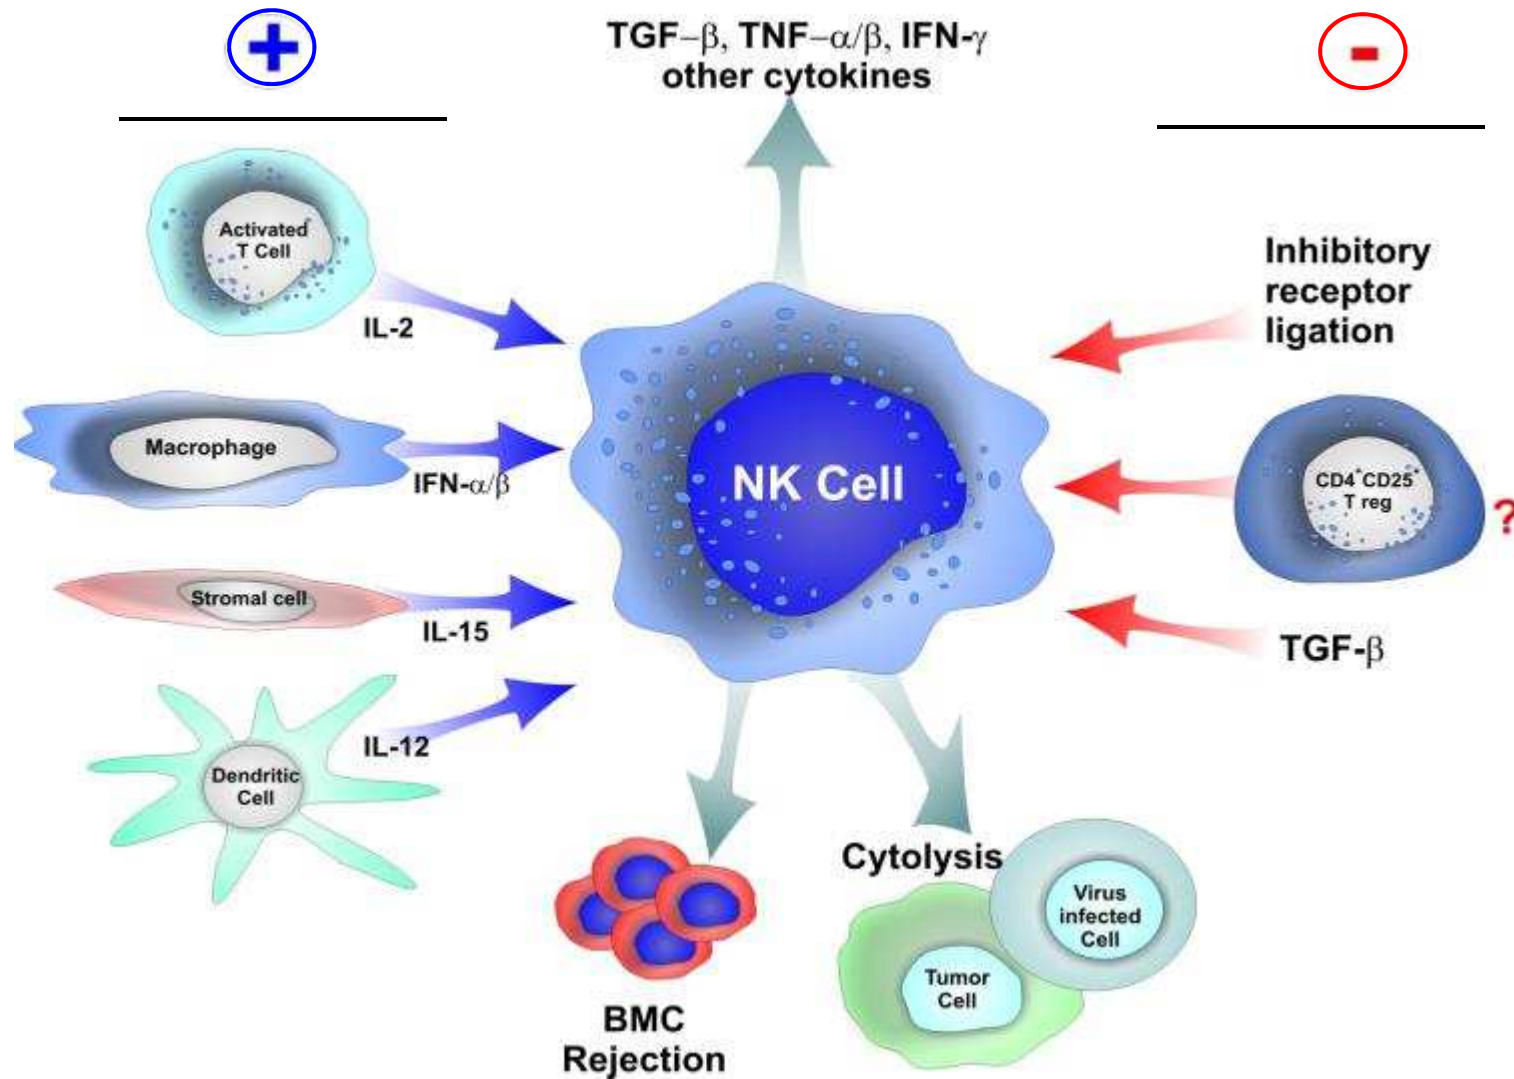 +
TGF–β, TNF–α/β, IFN-γ
other cytokines
-
Activated
T Cell
IL-2
Macrophage
IFN-α/β
Stromal cell
IL-15
IL-12
Dendritic
Cell
NK Cell
Inhibitory
receptor
ligation
CD4⁺CD25⁺
T reg
?
TGF-β
BMC
Rejection
Cytolysis
Virus
infected
Cell
Tumor
Cell